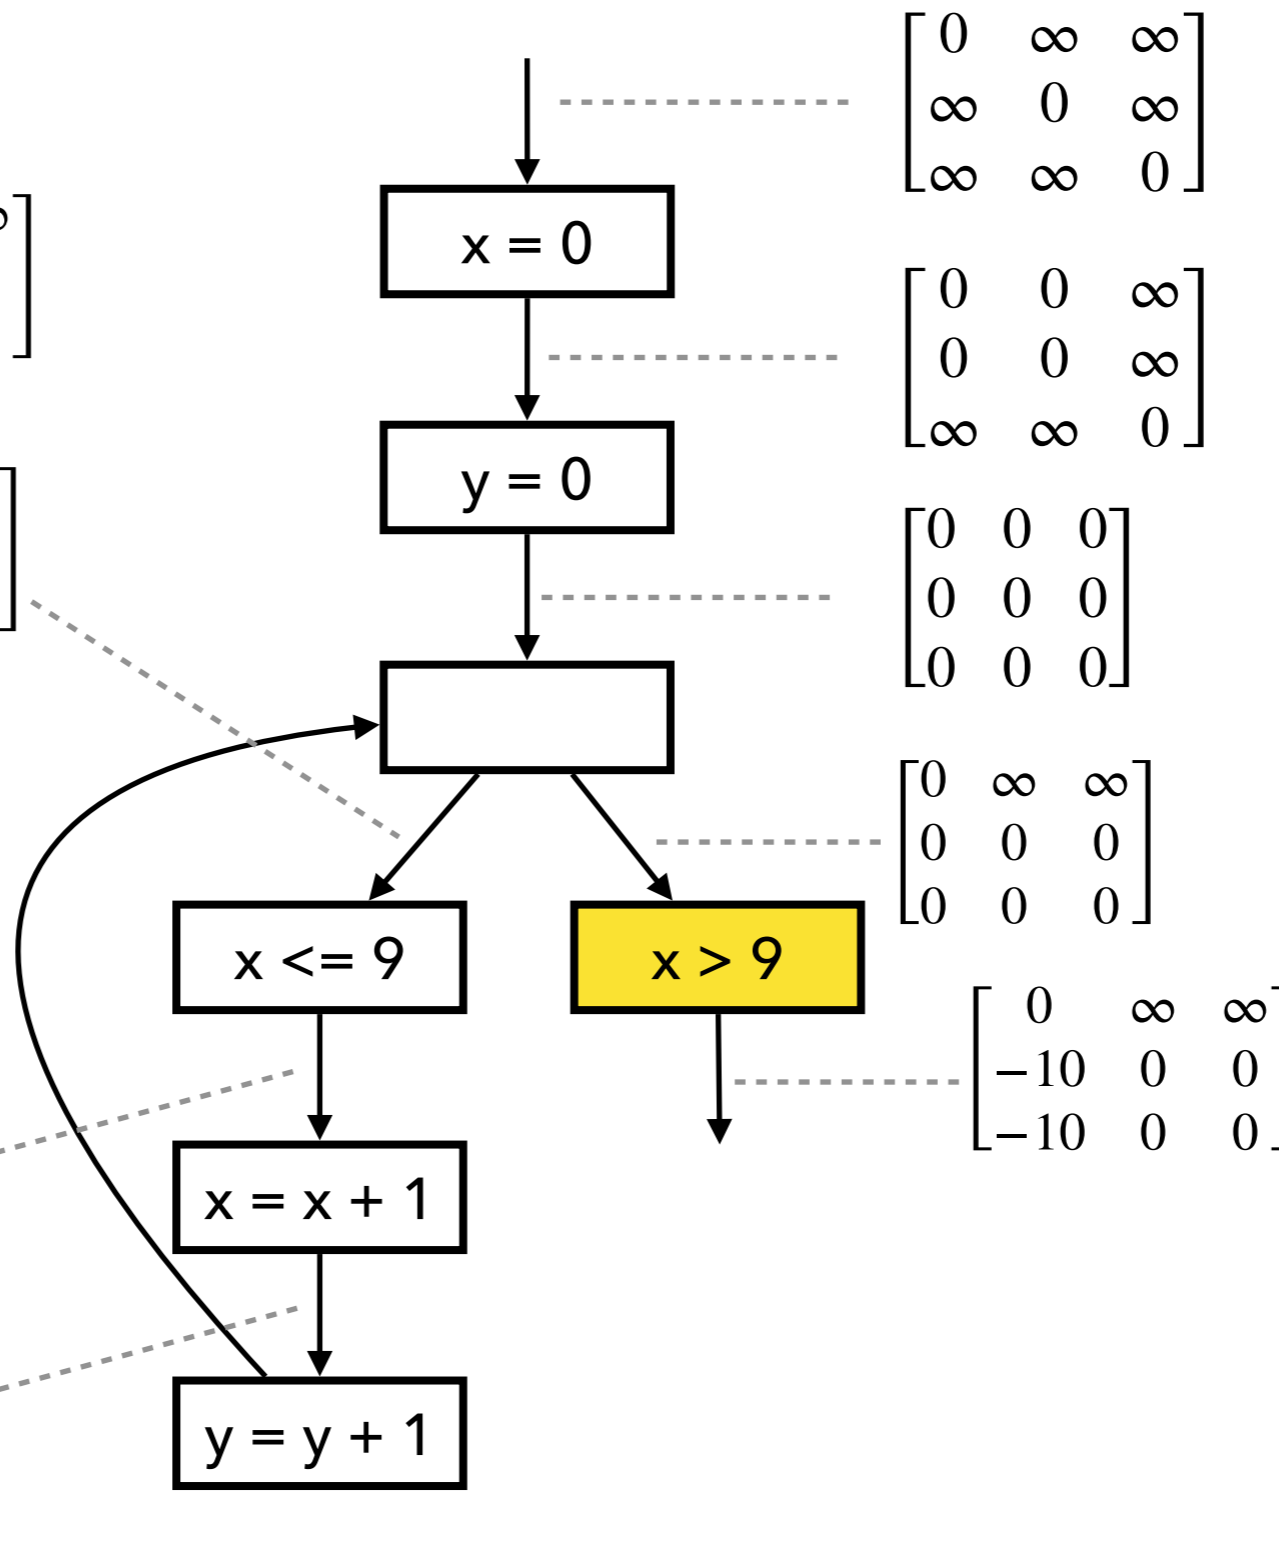 0 ∞ ∞
∞ 0 ∞
∞ ∞ 0
x = 0
0 0 ∞
0 0 ∞
∞ ∞ 0
y = 0
0 0 0
0 0 0
0 0 0
0 ∞ ∞
0 0 0
0 0 0
x <= 9
x > 9
0 ∞ ∞
−10 0 0
−10 0 0
x = x + 1
y = y + 1